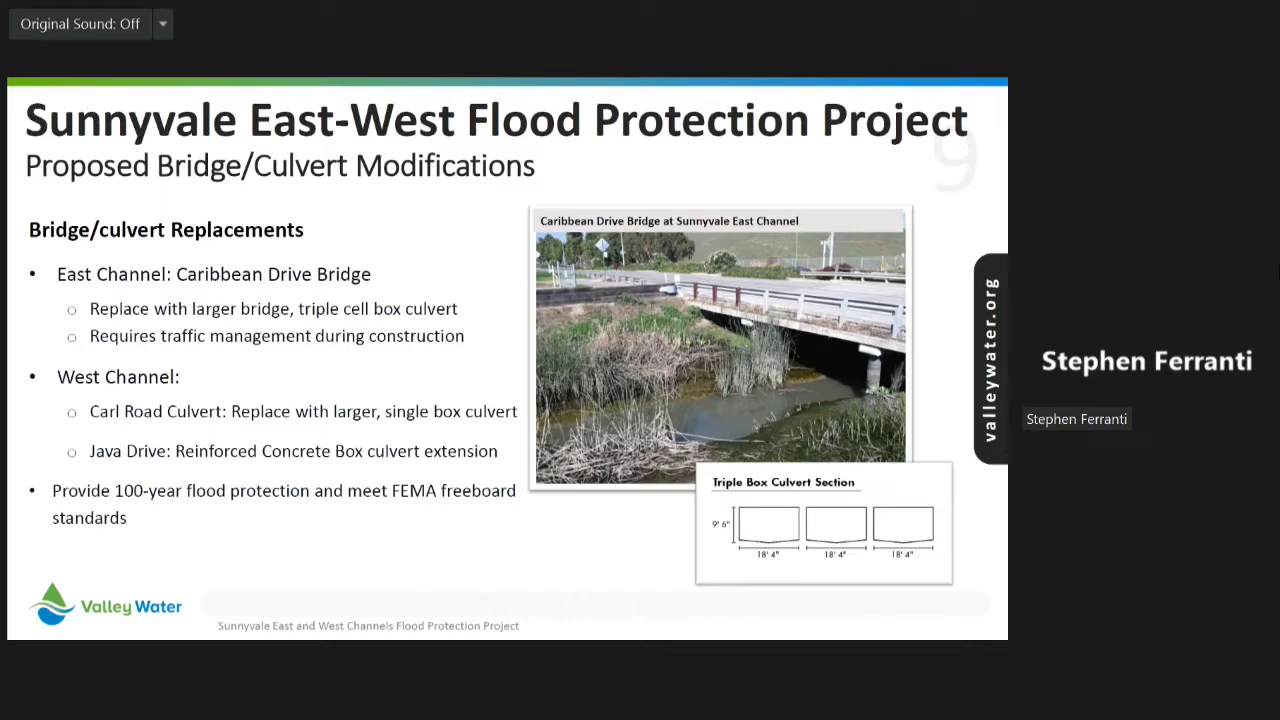 Original Sound: Off
Sunnyvale East-West Flood Protection Project
Proposed Bridge/Culvert Modifications
9
Bridge/culvert Replacements
• East Channel: Caribbean Drive Bridge
○ Replace with larger bridge, triple cell box culvert
○ Requires traffic management during construction
• West Channel:
○ Carl Road Culvert: Replace with larger, single box culvert
○ Java Drive: Reinforced Concrete Box culvert extension
• Provide 100-year flood protection and meet FEMA freeboard
standards
Caribbean Drive Bridge at Sunnyvale East Channel
Triple Box Culvert Section
9' 6"
18' 4" 18' 4" 18' 4"
valleywater.org
Valley Water
Sunnyvale East and West Channels Flood Protection Project
Stephen Ferranti
Stephen Ferranti